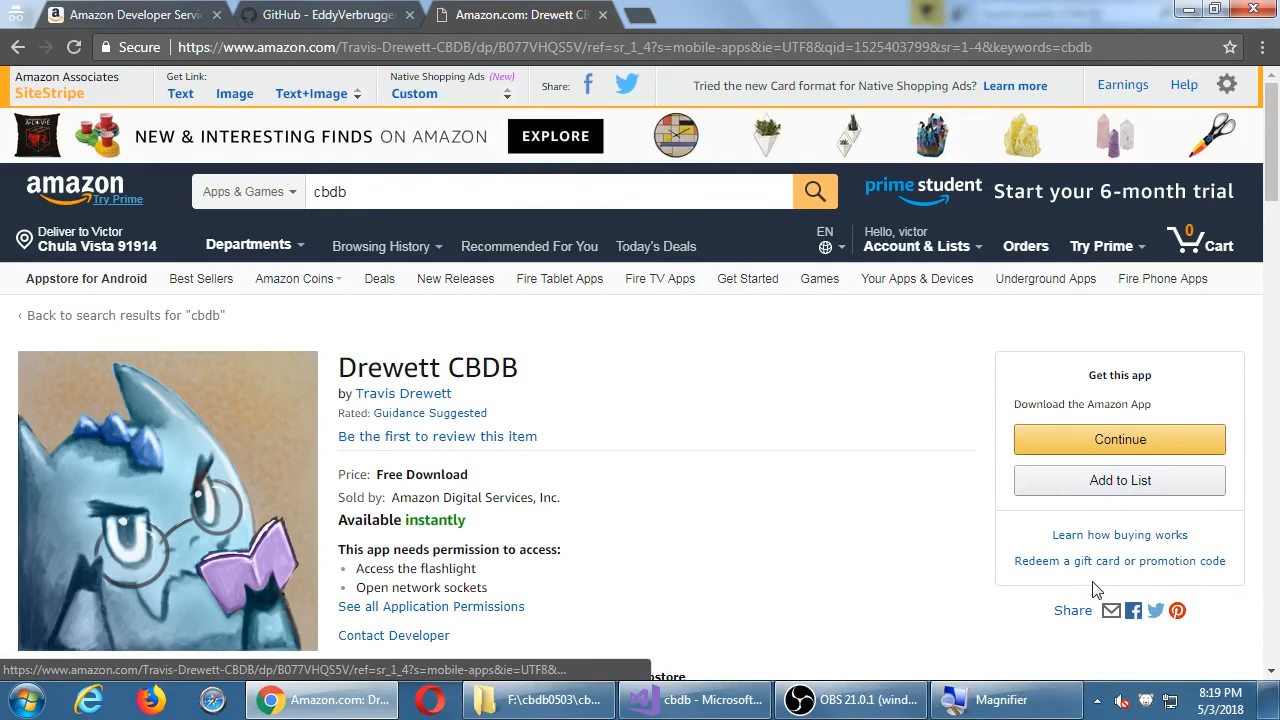 Amazon Developer Servi
GitHub - EddyVerbrugge
Amazon.com: Drewett CB
Secure
https://www.amazon.com/Travis-Drewett-CBDB/dp/B077VHQS5V/ref=sr_1_4?s=mobile-apps&ie=UTF8&qid=1525403799&sr=1-4&keywords=cbdb
Amazon Associates
SiteStripe
Get Link:
Text Image Text+Image
Native Shopping Ads (New)
Custom
Share:
Tried the new Card format for Native Shopping Ads? Learn more
Earnings Help
NEW & INTERESTING FINDS ON AMAZON EXPLORE
amazon
Try Prime
Apps & Games
cbdb
prime student Start your 6-month trial
Deliver to Victor
Chula Vista 91914
Departments
Browsing History
Recommended For You
Today's Deals
EN
Hello, victor
Account & Lists
Orders
Try Prime
0
Cart
Appstore for Android Best Sellers Amazon Coins Deals New Releases Fire Tablet Apps Fire TV Apps Get Started Games Your Apps & Devices Underground Apps Fire Phone Apps
‹ Back to search results for "cbdb"
Drewett CBDB
by Travis Drewett
Rated: Guidance Suggested
Be the first to review this item
Price: Free Download
Sold by: Amazon Digital Services, Inc.
Available instantly
This app needs permission to access:
• Access the flashlight
• Open network sockets
See all Application Permissions
Contact Developer
Get this app
Download the Amazon App
Continue
Add to List
Learn how buying works
Redeem a gift card or promotion code
Share
https://www.amazon.com/Travis-Drewett-CBDB/dp/B077VHQS5V/ref=sr_1_4?s=mobile-apps&ie=UTF8&...
Amazon.com: Dr...
F:\cbdb0503\cb...
cbdb - Microsoft...
OBS 21.0.1 (wind...
Magnifier
8:19 PM
5/3/2018